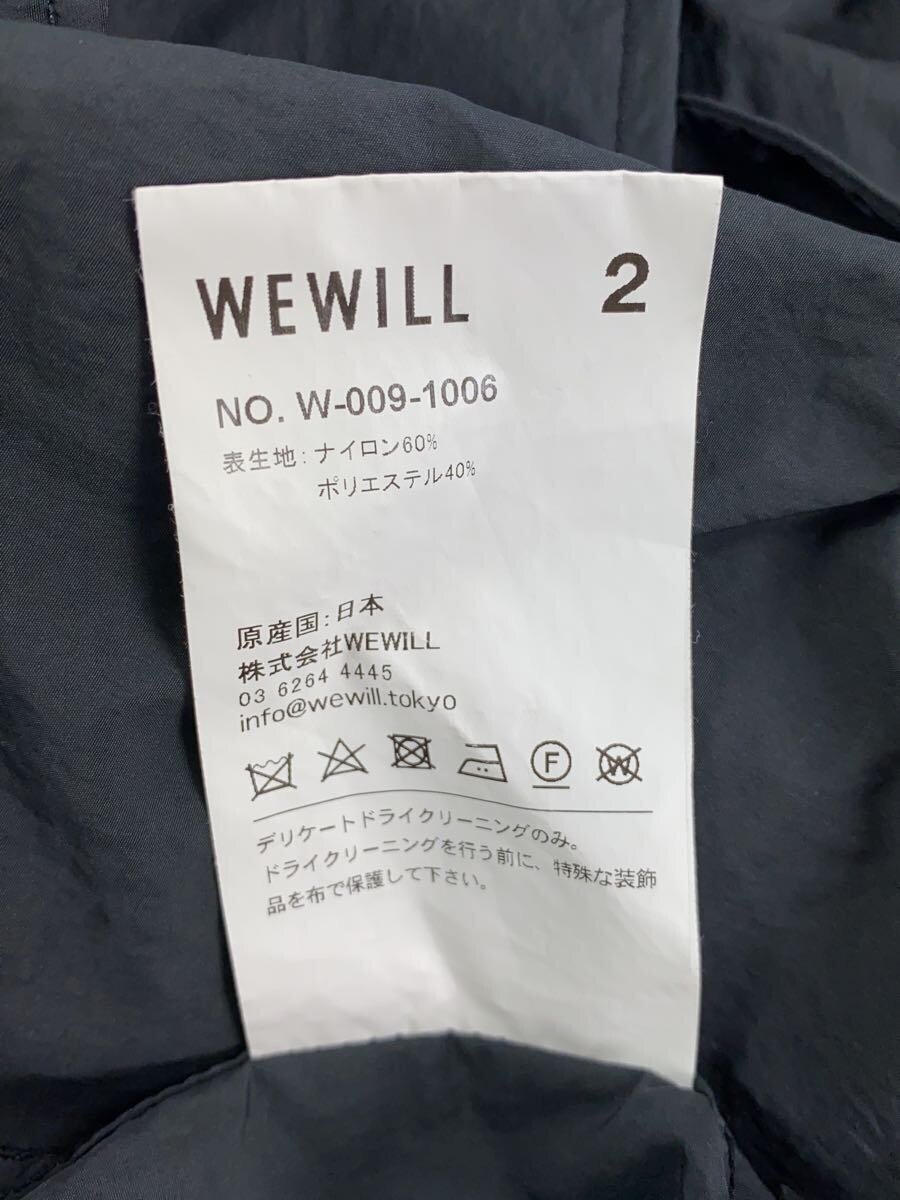 WEWILL 2
NO. W-009-1006
表生地:ナイロン60%
ポリエステル40%
原産国:日本
株式会社WEWILL
03 6264 4445
info@wewill.tokyo
F W
デリケートドライクリーニングのみ。
ドライクリーニングを行う前に、特殊な装飾
品を布で保護して下さい。